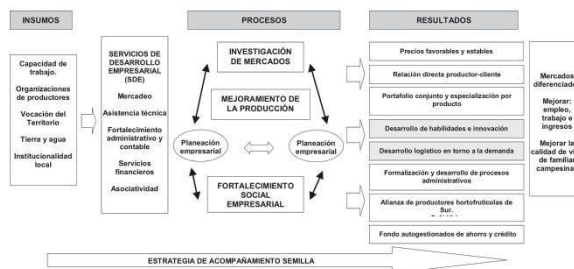 INSUMOS
PROCESOS
RESULTADOS
Capacidad de
trabajo.
Organizaciones
de productores
Vocación del
Territorio
Tierra y agua
Institucionalidad
local
SERVICIOS DE
DESARROLLO
EMPRESARIAL
(SDE)
Mercadeo
Asistencia técnica
Fortalecimiento
administrativo y
contable
Servicios
financieros
Asociatividad
INVESTIGACIÓN
DE MERCADOS
MEJORAMIENTO DE
LA PRODUCCIÓN
Planeación
empresarial
Planeación
empresarial
FORTALECIMIENTO
SOCIAL
EMPRESARIAL
Precios favorables y estables
Relación directa productor-cliente
Portafolio conjunto y especialización por
producto
Desarrollo de habilidades e innovación
Desarrollo logístico en torno a la demanda
Formalización y desarrollo de procesos
administrativos
Alianza de productores hortofrutícolas de
Sur.
Fondo autogestionados de ahorro y crédito
Mercados
diferenciado
Mejorar:
empleo,
trabajo e
ingresos
Mejorar la
calidad de vi
de familiar
campesina
ESTRATEGIA DE ACOMPAÑAMIENTO SEMILLA